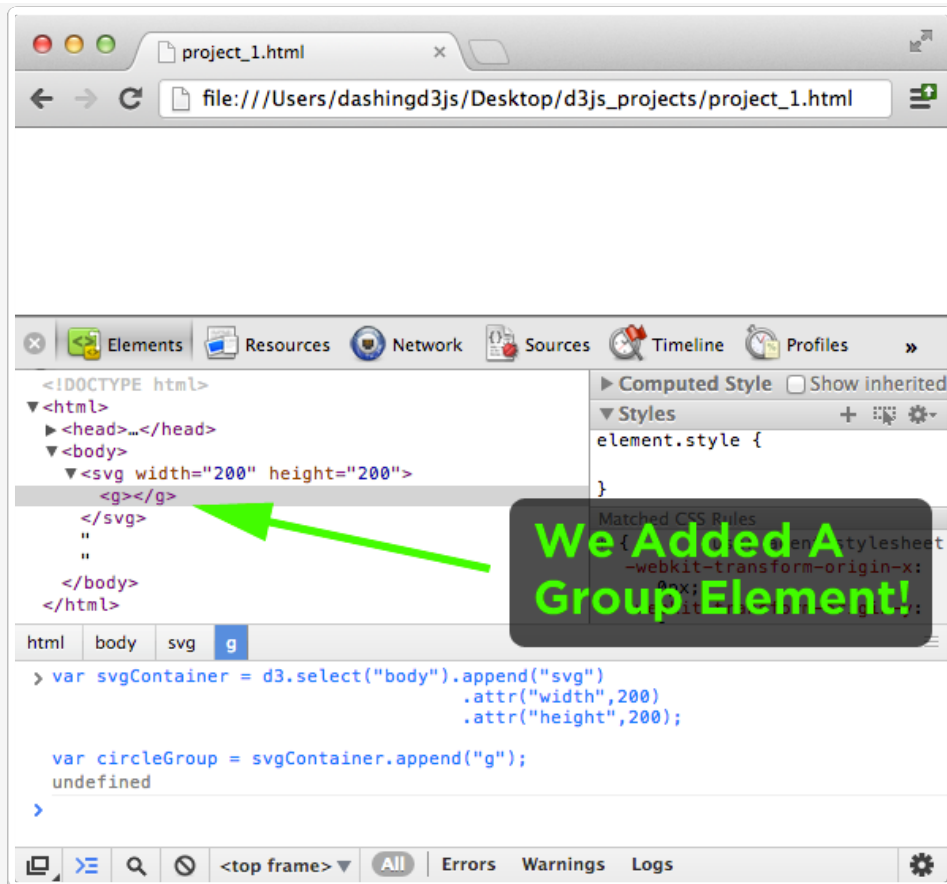 project_1.html ×
file:///Users/dashingd3js/Desktop/d3js_projects/project_1.html
Elements Resources Network Sources Timeline Profiles »
<!DOCTYPE html>
▼<html>
▶<head>…</head>
▼<body>
▼<svg width="200" height="200">
<g></g>
</svg>
"
"
</body>
</html>
▶ Computed Style Show inherited
▼ Styles
element.style {
}
Matched CSS Rules
{ stylesheet
-webkit-transform-origin-x:
0px;
We Added A
Group Element!
html body svg g
> var svgContainer = d3.select("body").append("svg")
.attr("width",200)
.attr("height",200);
var circleGroup = svgContainer.append("g");
undefined
>
<top frame> ▼ All Errors Warnings Logs